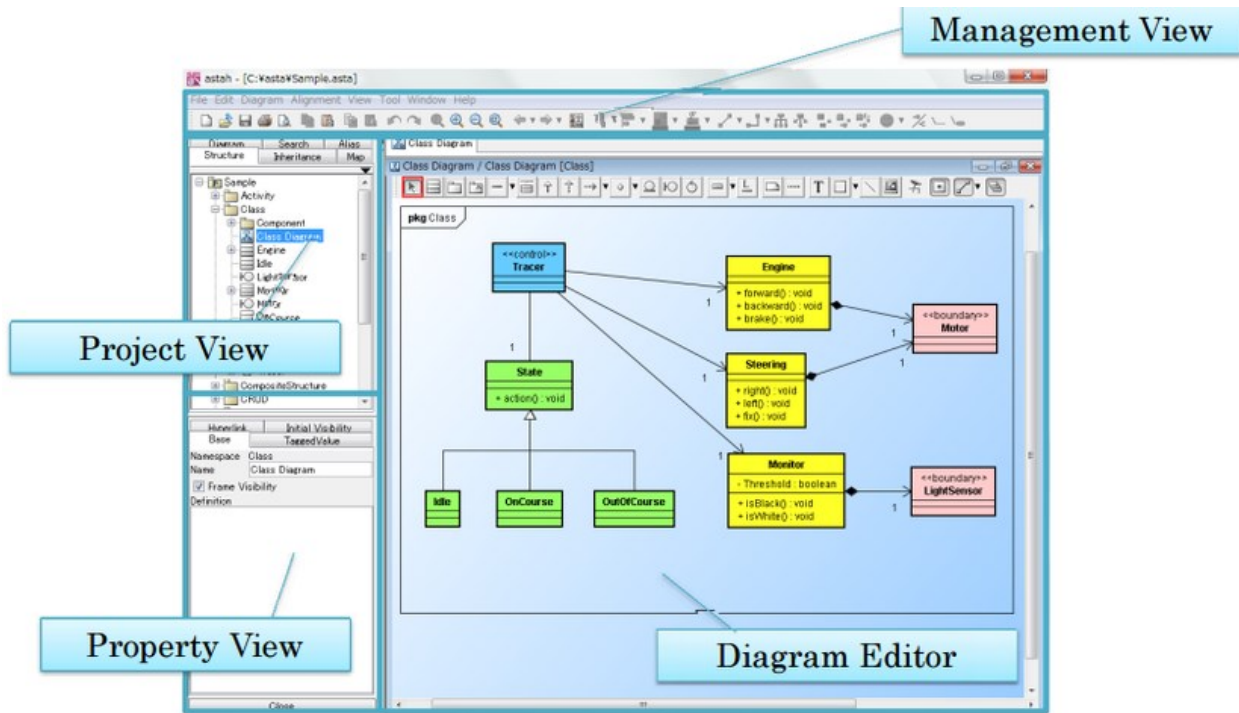 Management View
astah - [C:¥asta¥Sample.asta]
File Edit Diagram Alignment View Tool Window Help
Diagram Search Alias
Structure Inheritance Map
Class Diagram
Class Diagram / Class Diagram [Class]
T
Sample
Activity
Class
Component
Class Diagram
Engine
Idle
Monitor
Motor
OnCourse
Project View
CompositeStructure
CRUD
Hyperlink Initial Visibility
Base TaggedValue
Namespace Class
Name Class Diagram
Frame Visibility
Definition
Property View
Close
pkg Class
<<control>>
Tracer
1
State
+ action() : void
Idle
OnCourse
OutOfCourse
1
Engine
+ forward() : void
+ backward() : void
+ brake() : void
1
Steering
+ right() : void
+ left() : void
+ fix() : void
1
Monitor
- Threshold : boolean
+ isBlack() : void
+ isWhite() : void
<<boundary>>
Motor
1
1
<<boundary>>
LightSensor
1
Diagram Editor